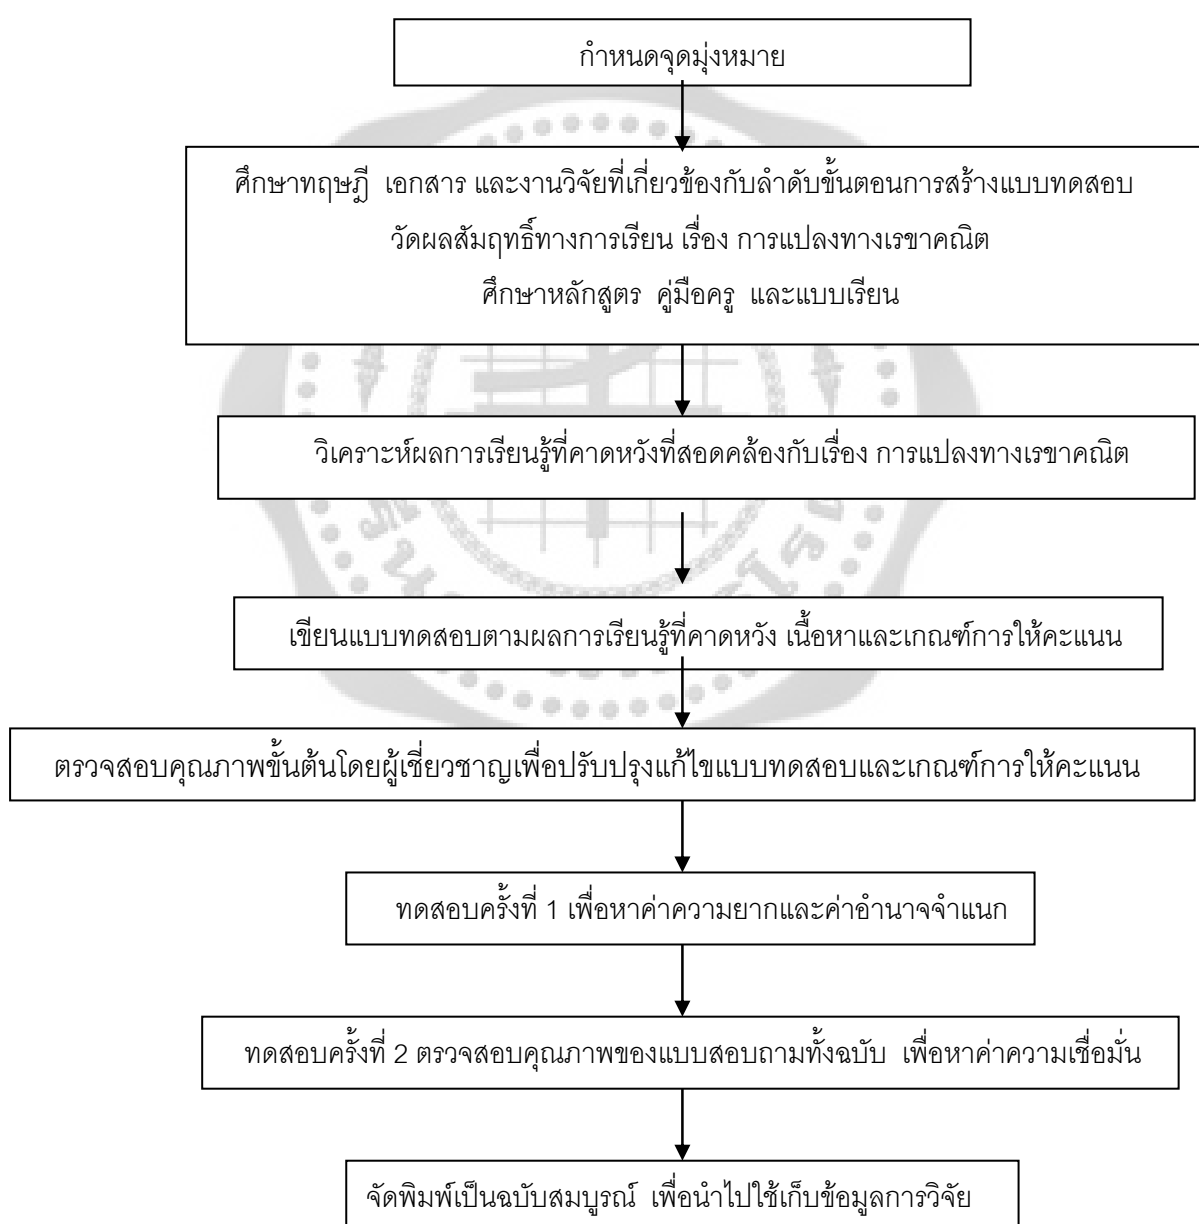 กำหนดจุดมุ่งหมาย
ศึกษาทฤษฎี เอกสาร และงานวิจัยที่เกี่ยวข้องกับลำดับขั้นตอนการสร้างแบบทดสอบ
วัดผลสัมฤทธิ์ทางการเรียน เรื่อง การแปลงทางเรขาคณิต
ศึกษาหลักสูตร คู่มือครู และแบบเรียน
วิเคราะห์ผลการเรียนรู้ที่คาดหวังที่สอดคล้องกับเรื่อง การแปลงทางเรขาคณิต
เขียนแบบทดสอบตามผลการเรียนรู้ที่คาดหวัง เนื้อหาและเกณฑ์การให้คะแนน
ตรวจสอบคุณภาพขั้นต้นโดยผู้เชี่ยวชาญเพื่อปรับปรุงแก้ไขแบบทดสอบและเกณฑ์การให้คะแนน
ทดสอบครั้งที่ 1 เพื่อหาค่าความยากและค่าอำนาจจำแนก
ทดสอบครั้งที่ 2 ตรวจสอบคุณภาพของแบบสอบถามทั้งฉบับ เพื่อหาค่าความเชื่อมั่น
จัดพิมพ์เป็นฉบับสมบูรณ์ เพื่อนำไปใช้เก็บข้อมูลการวิจัย